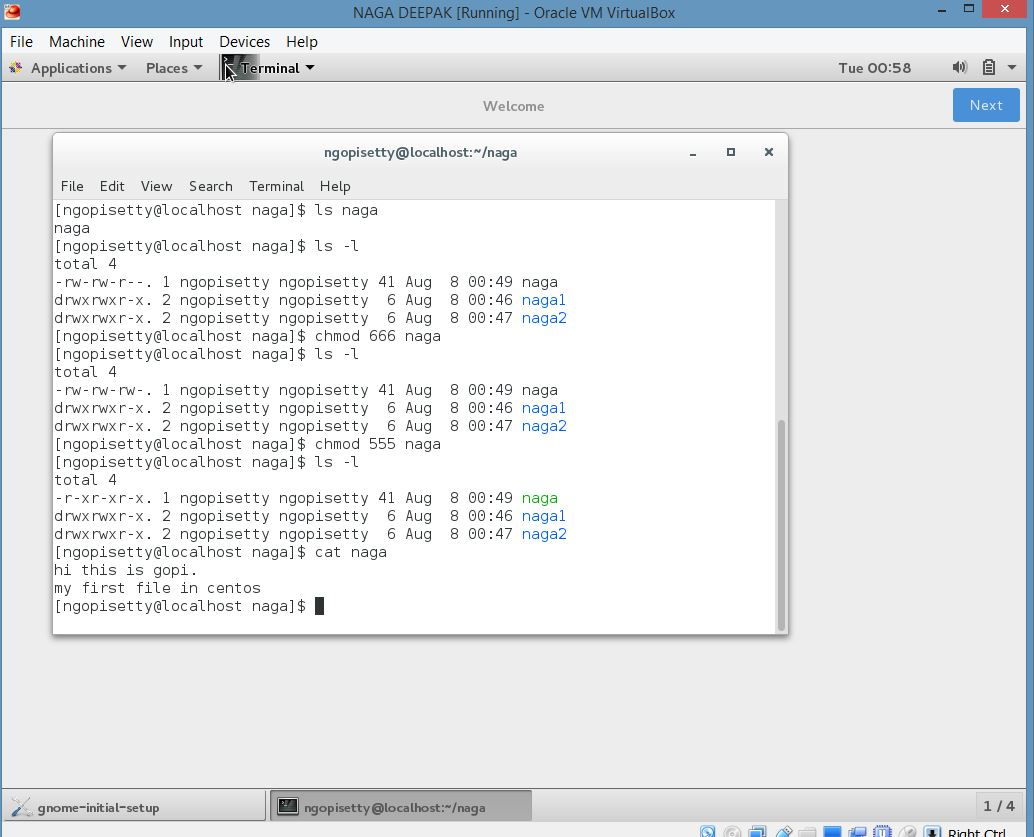 NAGA DEEPAK [Running] - Oracle VM VirtualBox
File Machine View Input Devices Help
Applications Places Terminal Tue 00:58
Welcome
Next
ngopisetty@localhost:~/naga
File Edit View Search Terminal Help
[ngopisetty@localhost naga]$ ls naga
naga
[ngopisetty@localhost naga]$ ls -l
total 4
-rw-rw-r--. 1 ngopisetty ngopisetty 41 Aug  8 00:49 naga
drwxrwxr-x. 2 ngopisetty ngopisetty  6 Aug  8 00:46 naga1
drwxrwxr-x. 2 ngopisetty ngopisetty  6 Aug  8 00:47 naga2
[ngopisetty@localhost naga]$ chmod 666 naga
[ngopisetty@localhost naga]$ ls -l
total 4
-rw-rw-rw-. 1 ngopisetty ngopisetty 41 Aug  8 00:49 naga
drwxrwxr-x. 2 ngopisetty ngopisetty  6 Aug  8 00:46 naga1
drwxrwxr-x. 2 ngopisetty ngopisetty  6 Aug  8 00:47 naga2
[ngopisetty@localhost naga]$ chmod 555 naga
[ngopisetty@localhost naga]$ ls -l
total 4
-r-xr-xr-x. 1 ngopisetty ngopisetty 41 Aug  8 00:49 naga
drwxrwxr-x. 2 ngopisetty ngopisetty  6 Aug  8 00:46 naga1
drwxrwxr-x. 2 ngopisetty ngopisetty  6 Aug  8 00:47 naga2
[ngopisetty@localhost naga]$ cat naga
hi this is gopi.
my first file in centos
[ngopisetty@localhost naga]$
gnome-initial-setup ngopisetty@localhost:~/naga 1 / 4
Right Ctrl